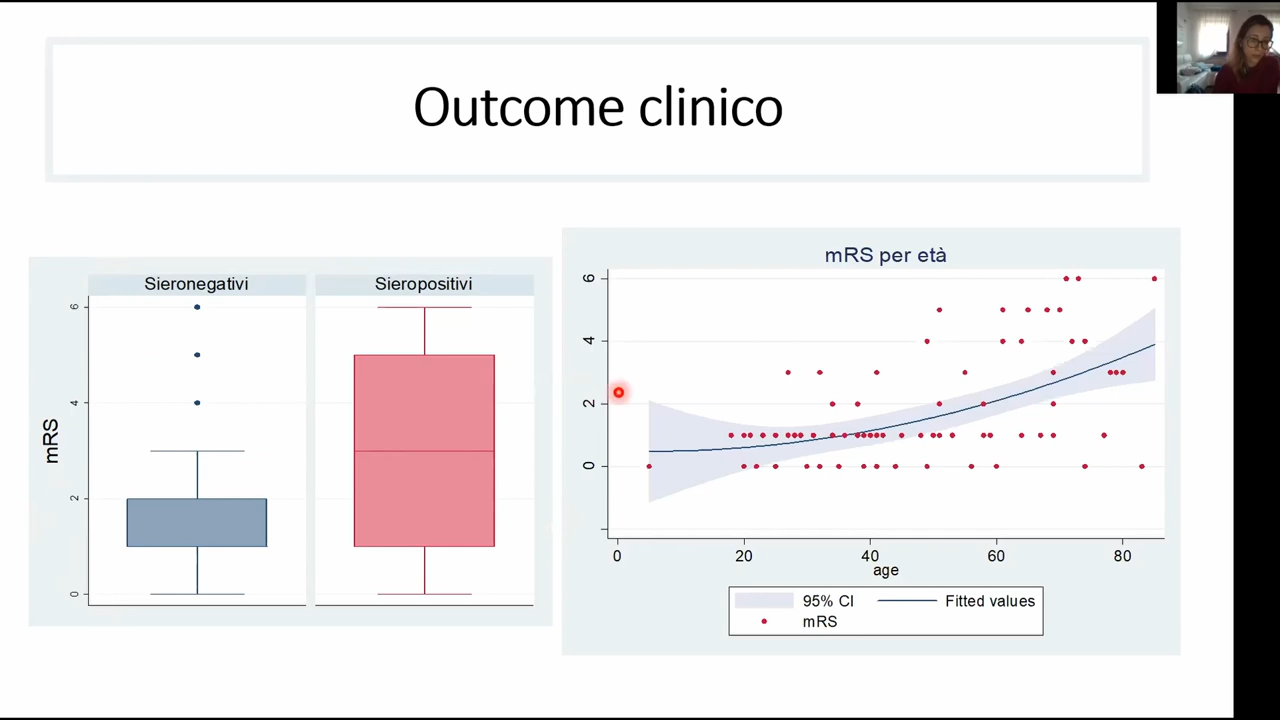 Outcome clinico
Sieronegativi
Sieropositivi
mRS
6
4
2
0
mRS per età
6
4
2
0
0 20 40 60 80
age
95% CI
Fitted values
mRS